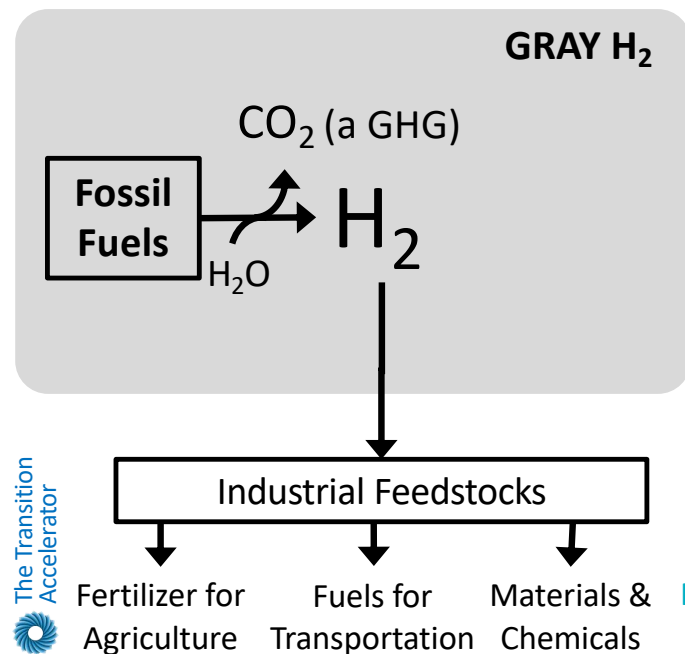 GRAY H₂
CO₂ (a GHG)
Fossil
Fuels
H₂
H₂O
Industrial Feedstocks
The Transition
Accelerator
Fertilizer for
Agriculture
Fuels for
Transportation
Materials &
Chemicals